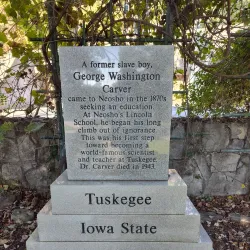 A former slave boy,
George Washington
Carver
came to Neosho in the 1870s
seeking an education.
At Neosho's Lincoln
School, he began his long
climb out of ignorance.
This was his first step
toward becoming a
world-famous scientist
and teacher at Tuskegee.
Dr. Carver died in 1943.
Tuskegee
Iowa State